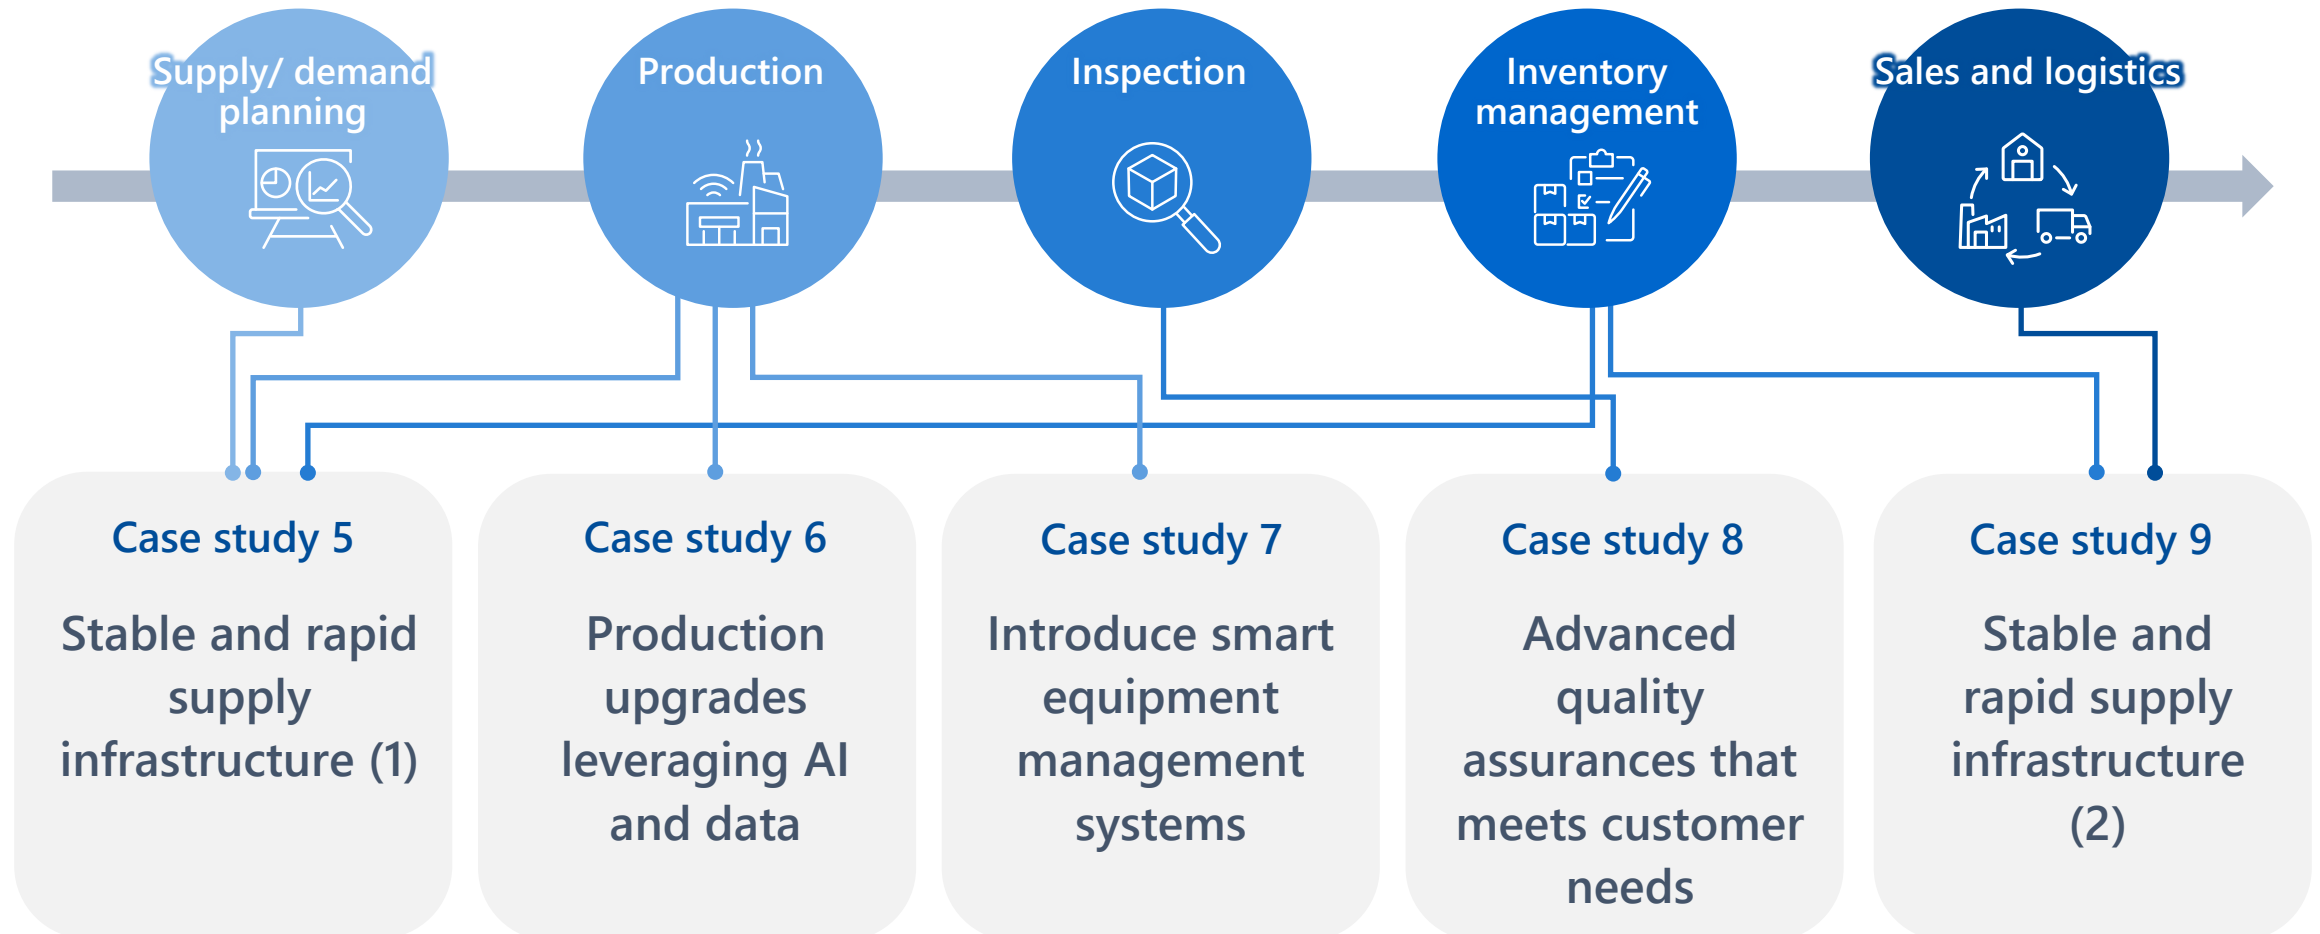 Supply/ demand
planning
Production
Inspection
Inventory
management
Sales and logistics
Case study 5
Stable and rapid
supply
infrastructure (1)
Case study 6
Production
upgrades
leveraging AI
and data
Case study 7
Introduce smart
equipment
management
systems
Case study 8
Advanced
quality
assurances that
meets customer
needs
Case study 9
Stable and
rapid supply
infrastructure
(2)